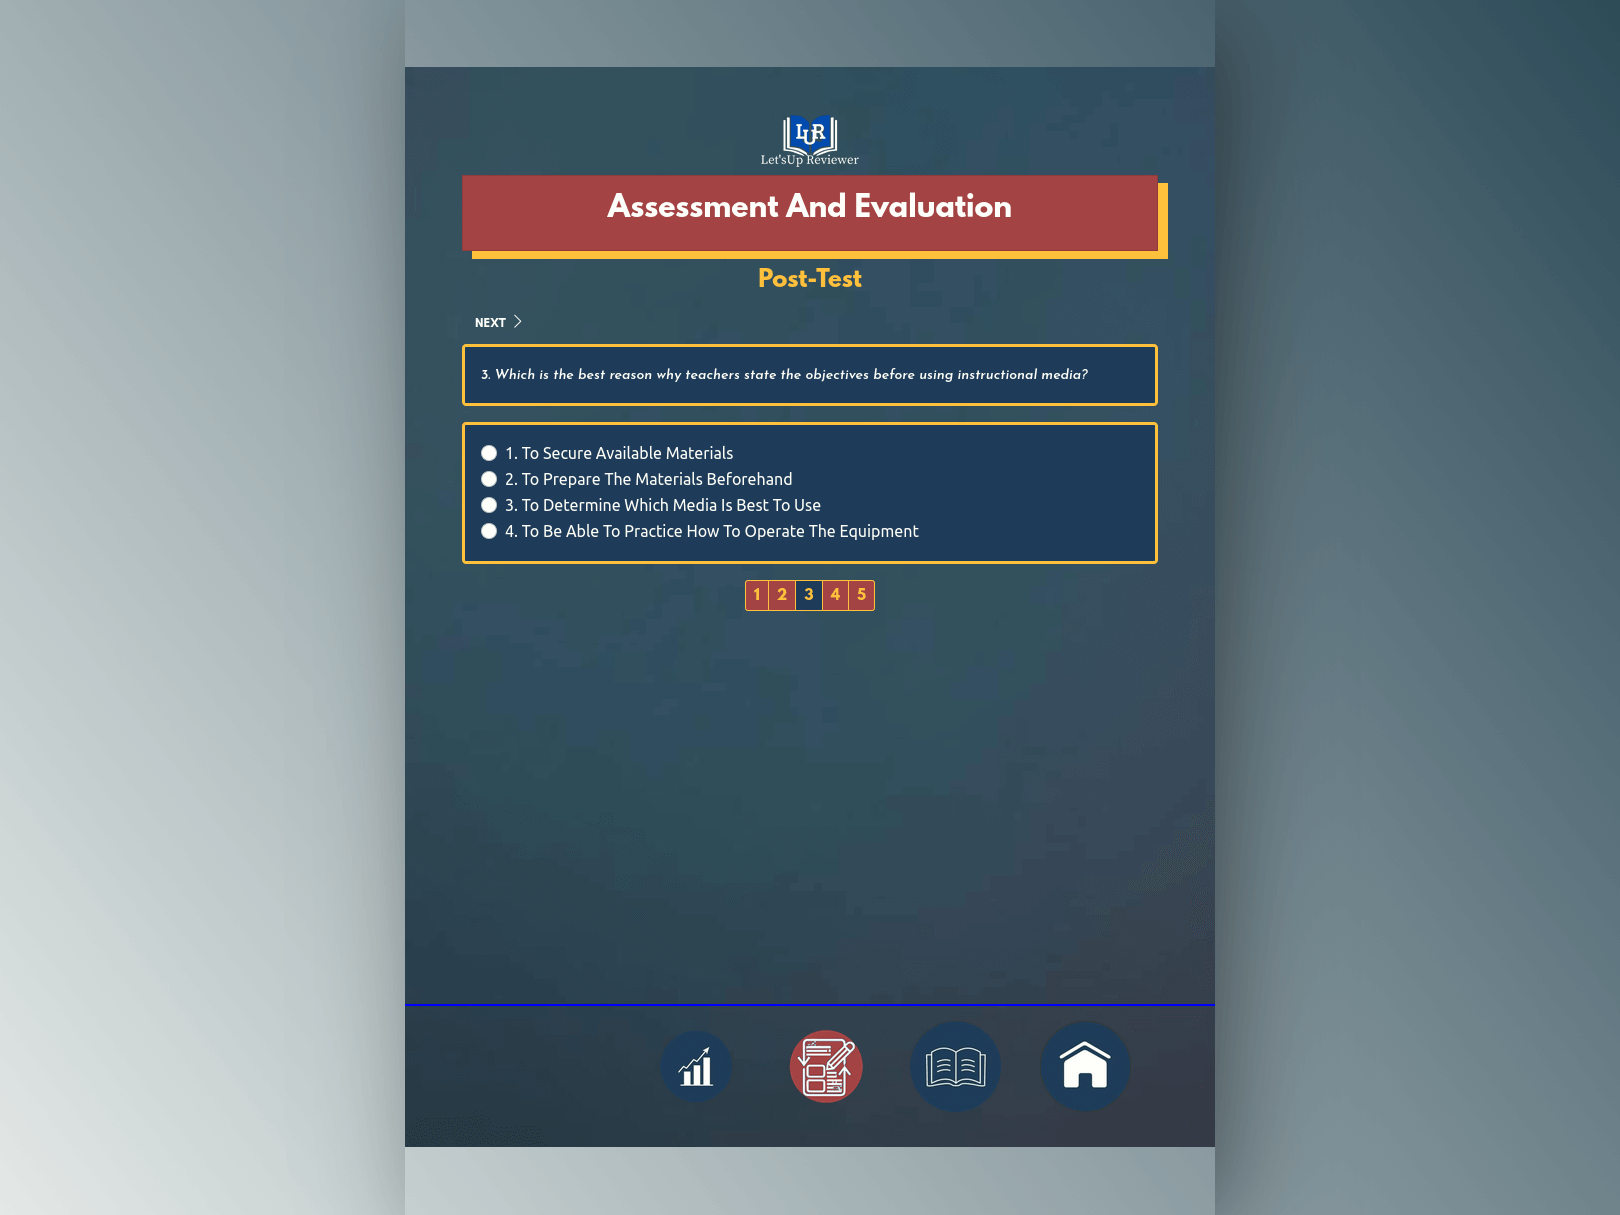 LUR
Let'sUp Reviewer
Assessment And Evaluation
Post-Test
NEXT
3. Which is the best reason why teachers state the objectives before using instructional media?
1. To Secure Available Materials
2. To Prepare The Materials Beforehand
3. To Determine Which Media Is Best To Use
4. To Be Able To Practice How To Operate The Equipment
1 2 3 4 5